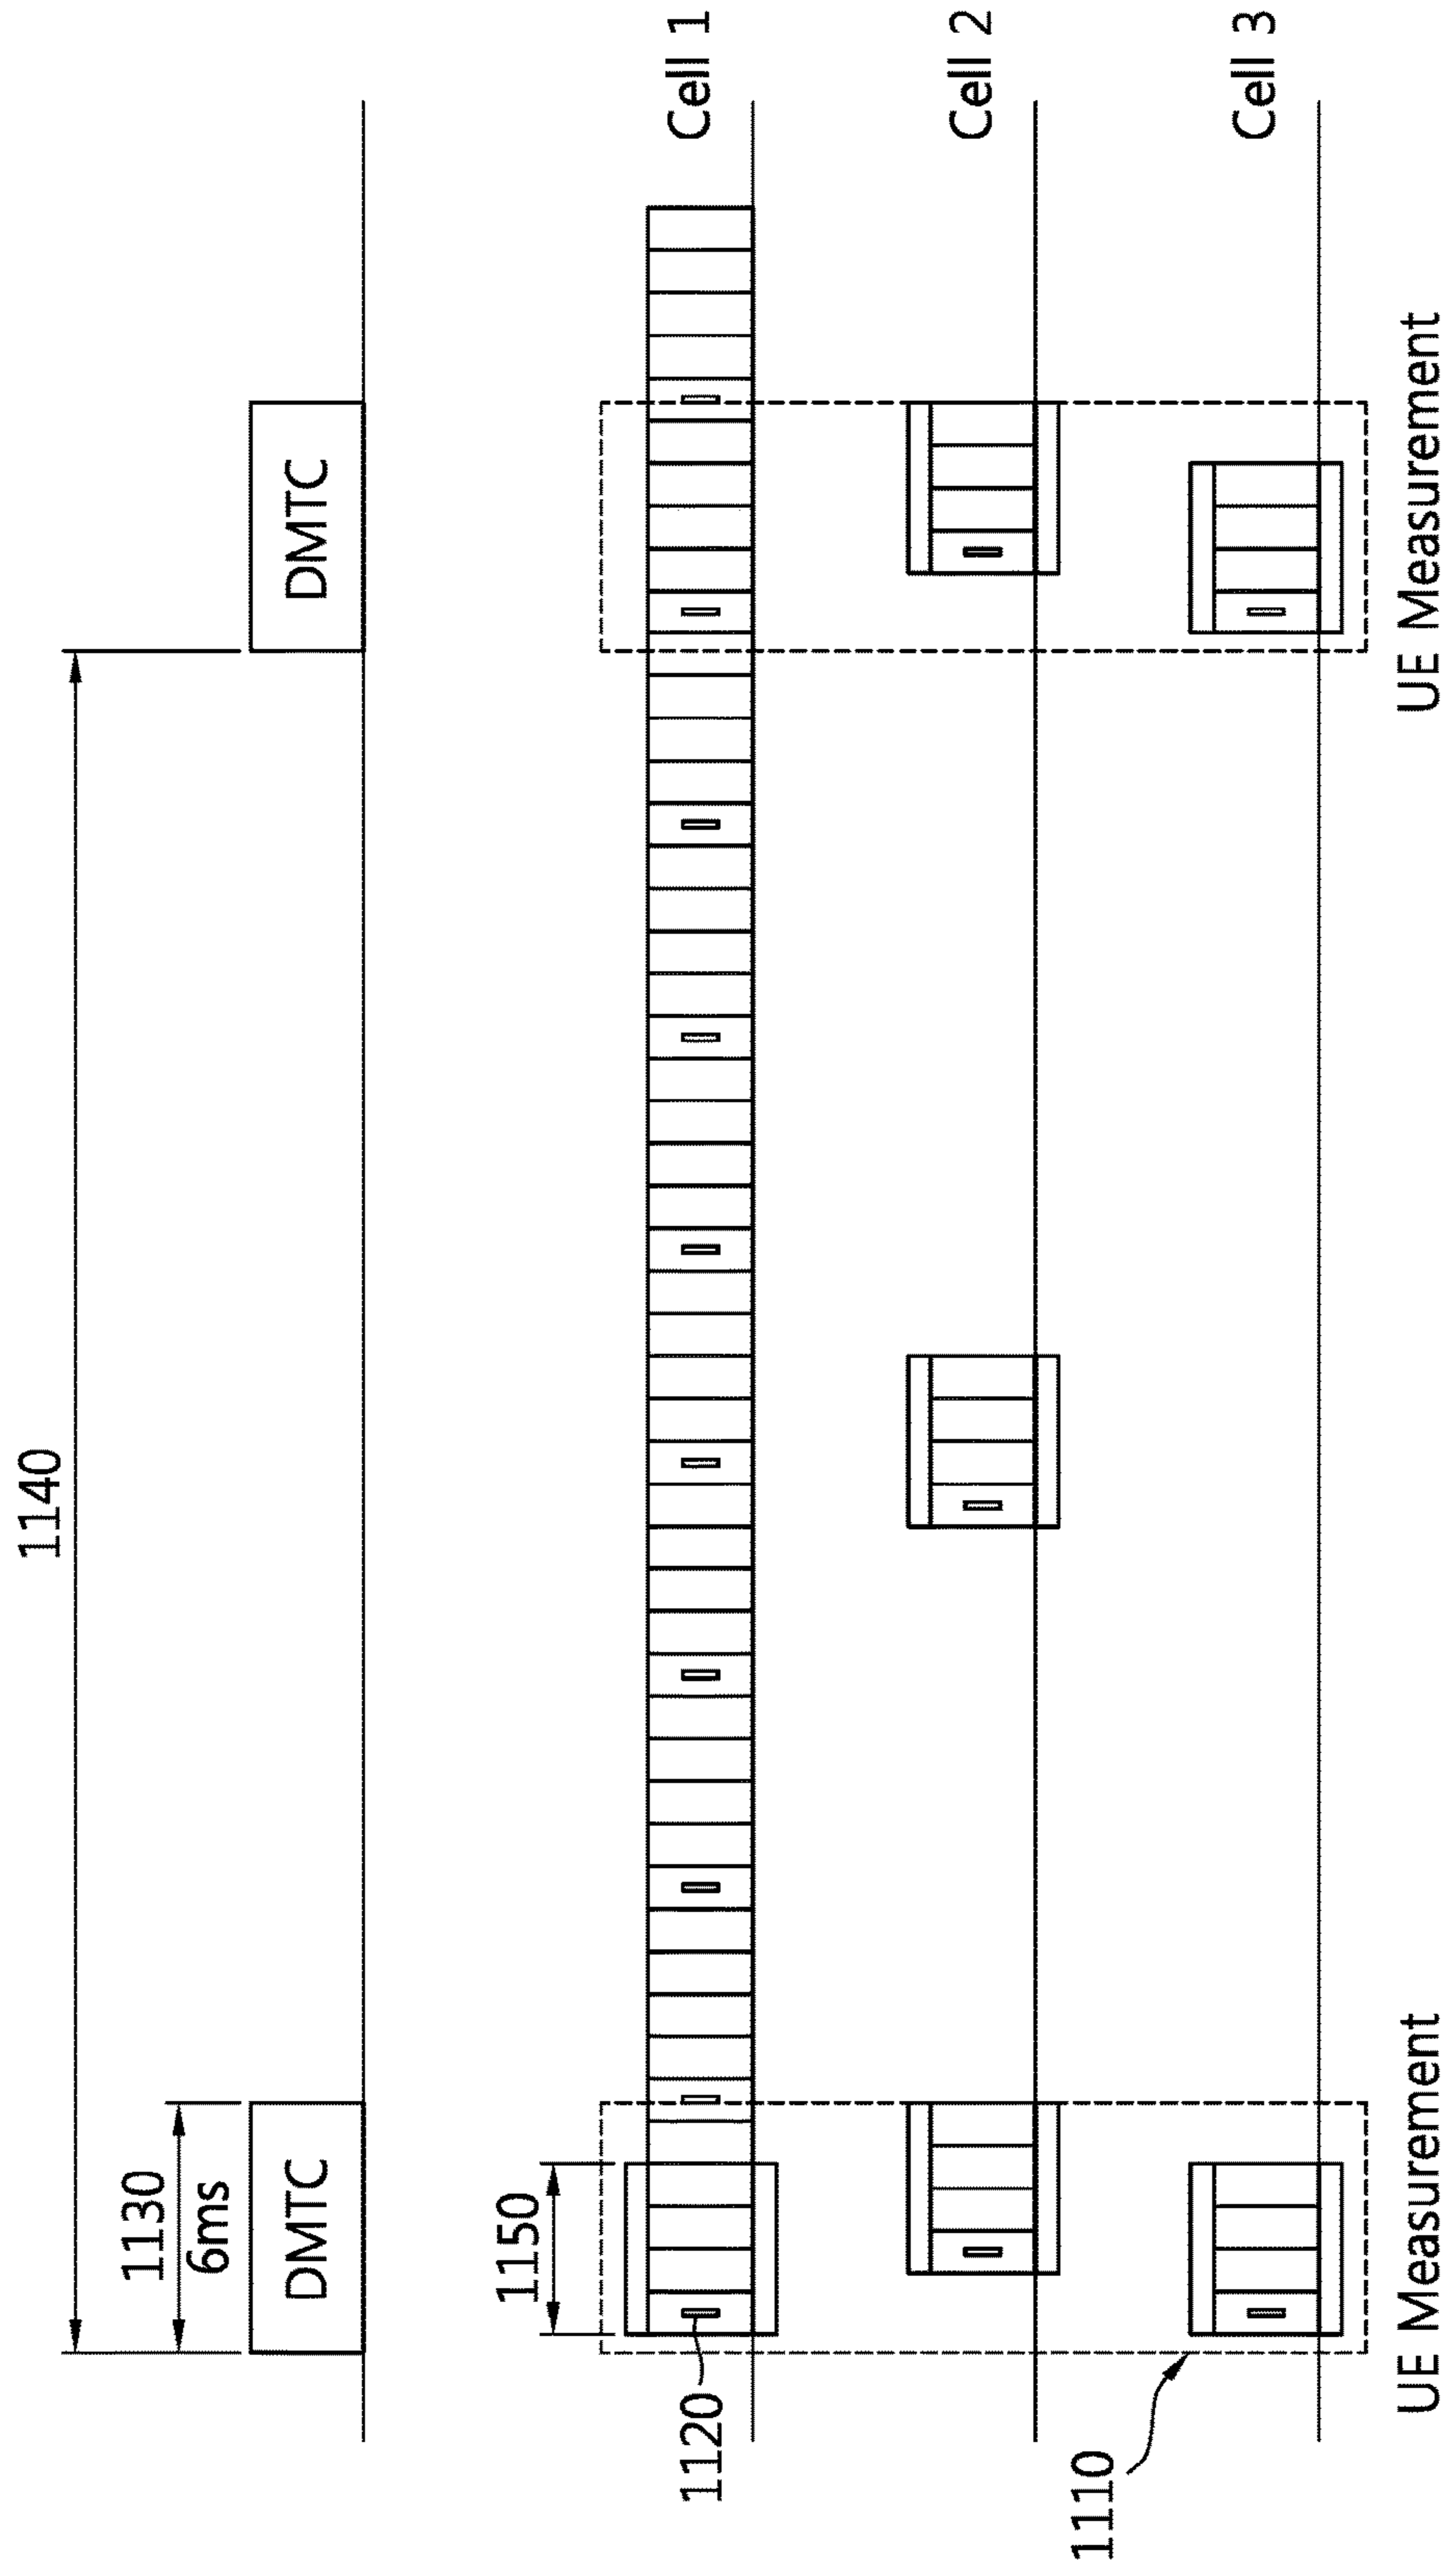 1140
1130
6ms
DMTC
DMTC
1150
1120
Cell 1
Cell 2
1110
Cell 3
UE Measurement
UE Measurement